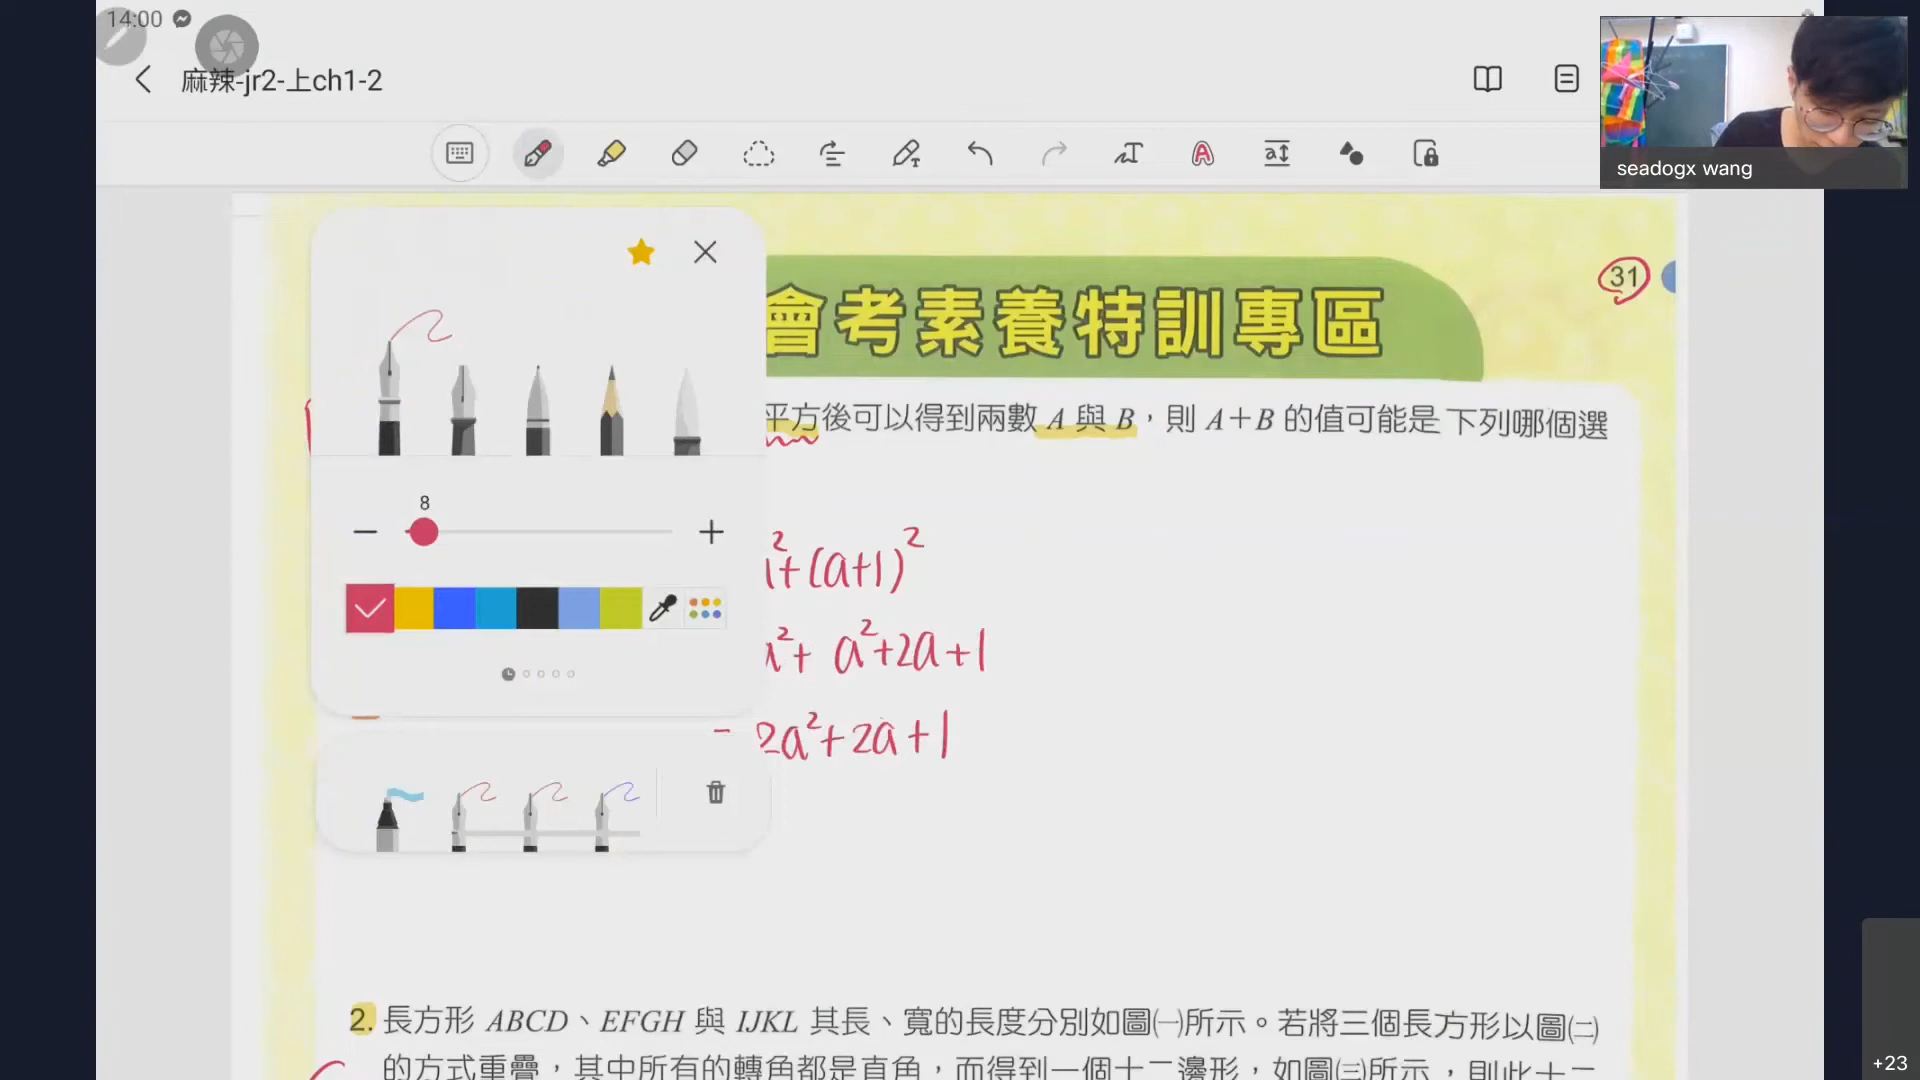 14:00
麻辣-jr2-上ch1-2
seadogx wang
31
會考素養特訓專區
平方後可以得到兩數 A 與 B，則 A＋B 的值可能是下列哪個選
8
²+(a+1)²
²+ a²+2a+1
= 2a²+2a+1
2. 長方形 ABCD、EFGH 與 IJKL 其長、寬的長度分別如圖㈠所示。若將三個長方形以圖㈡
的方式重疊，其中所有的轉角都是直角，而得到一個十二邊形，如圖㈢所示，則此十二
+23